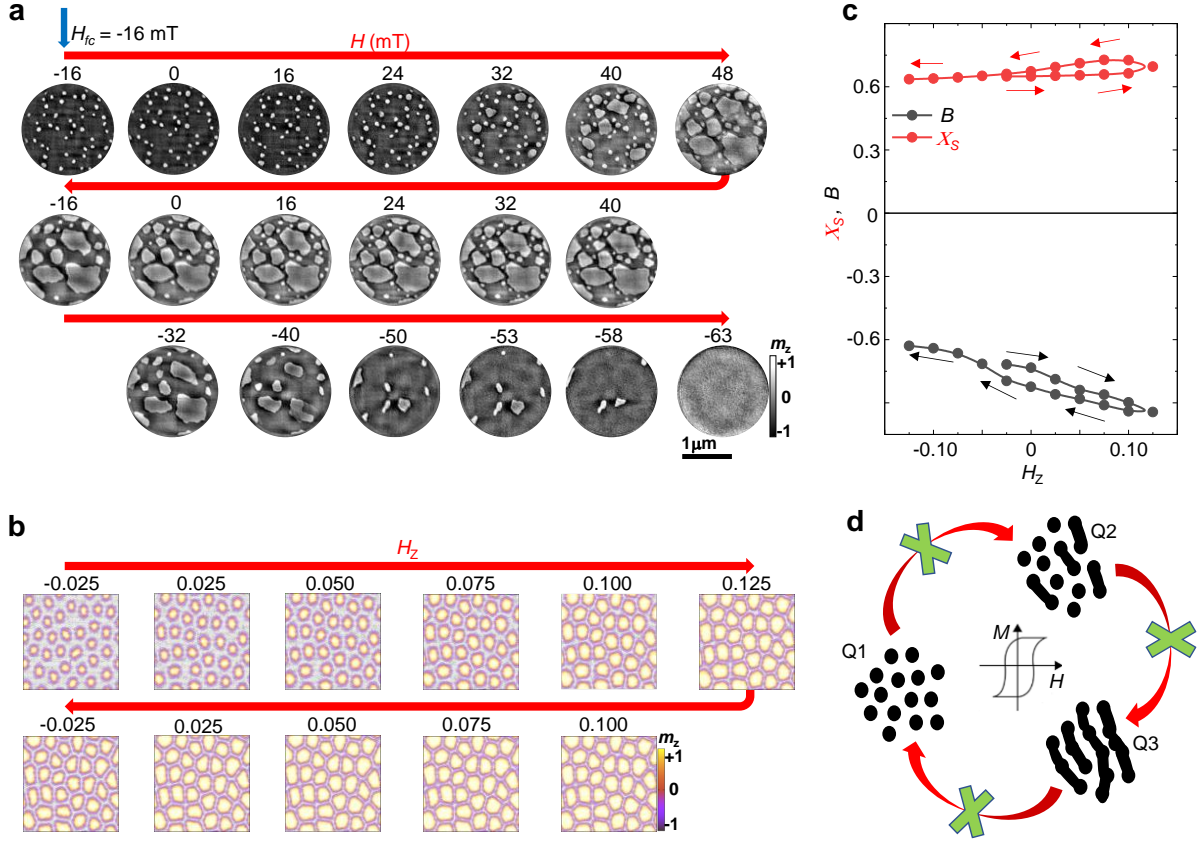 a
H_fc = -16 mT
H (mT)
-16 0 16 24 32 40 48
-16 0 16 24 32 40
-32 -40 -50 -53 -58 -63
m_z
+1
0
-1
1μm
b
H_Z
-0.025 0.025 0.050 0.075 0.100 0.125
-0.025 0.025 0.050 0.075 0.100
m_z
+1
0
-1
c
0.6
0.3
0
-0.3
-0.6
X_S, B
B
X_S
-0.10 0 0.10
H_Z
d
Q2
Q1
M
H
Q3